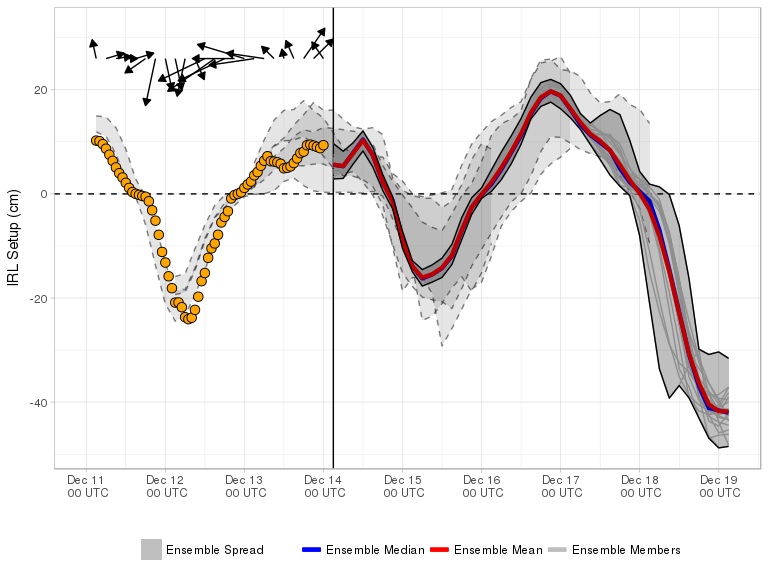 IRL Setup (cm)
20
0
-20
-40
Dec 11 Dec 12 Dec 13 Dec 14 Dec 15 Dec 16 Dec 17 Dec 18 Dec 19
00 UTC 00 UTC 00 UTC 00 UTC 00 UTC 00 UTC 00 UTC 00 UTC 00 UTC
Ensemble Spread Ensemble Median Ensemble Mean Ensemble Members